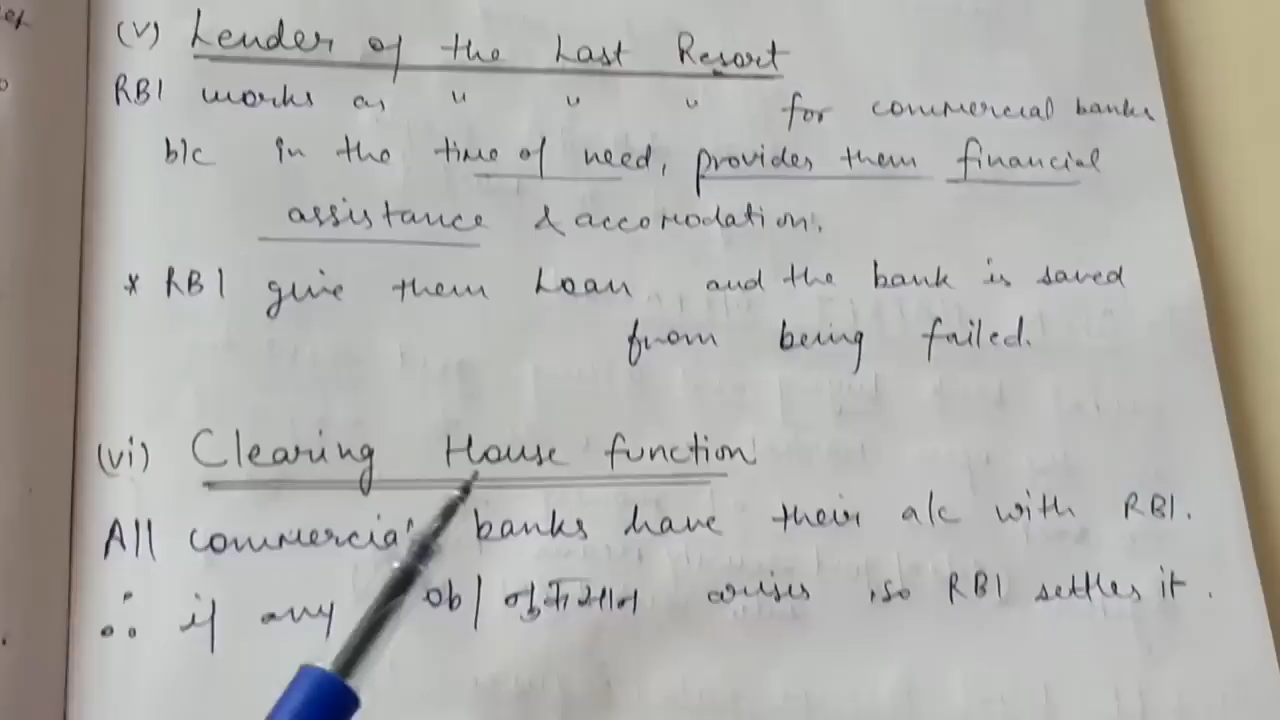 (v) Lender of the Last Resort
RBI works as " " " for commercial banks
b/c in the time of need, provides them financial
assistance & accomodation.
* RBI give them Loan and the bank is saved
from being failed.
(vi) Clearing House function
All commercial banks have their a/c with RBI.
∴ if any ob/ नुकसान arises, so RBI settles it.